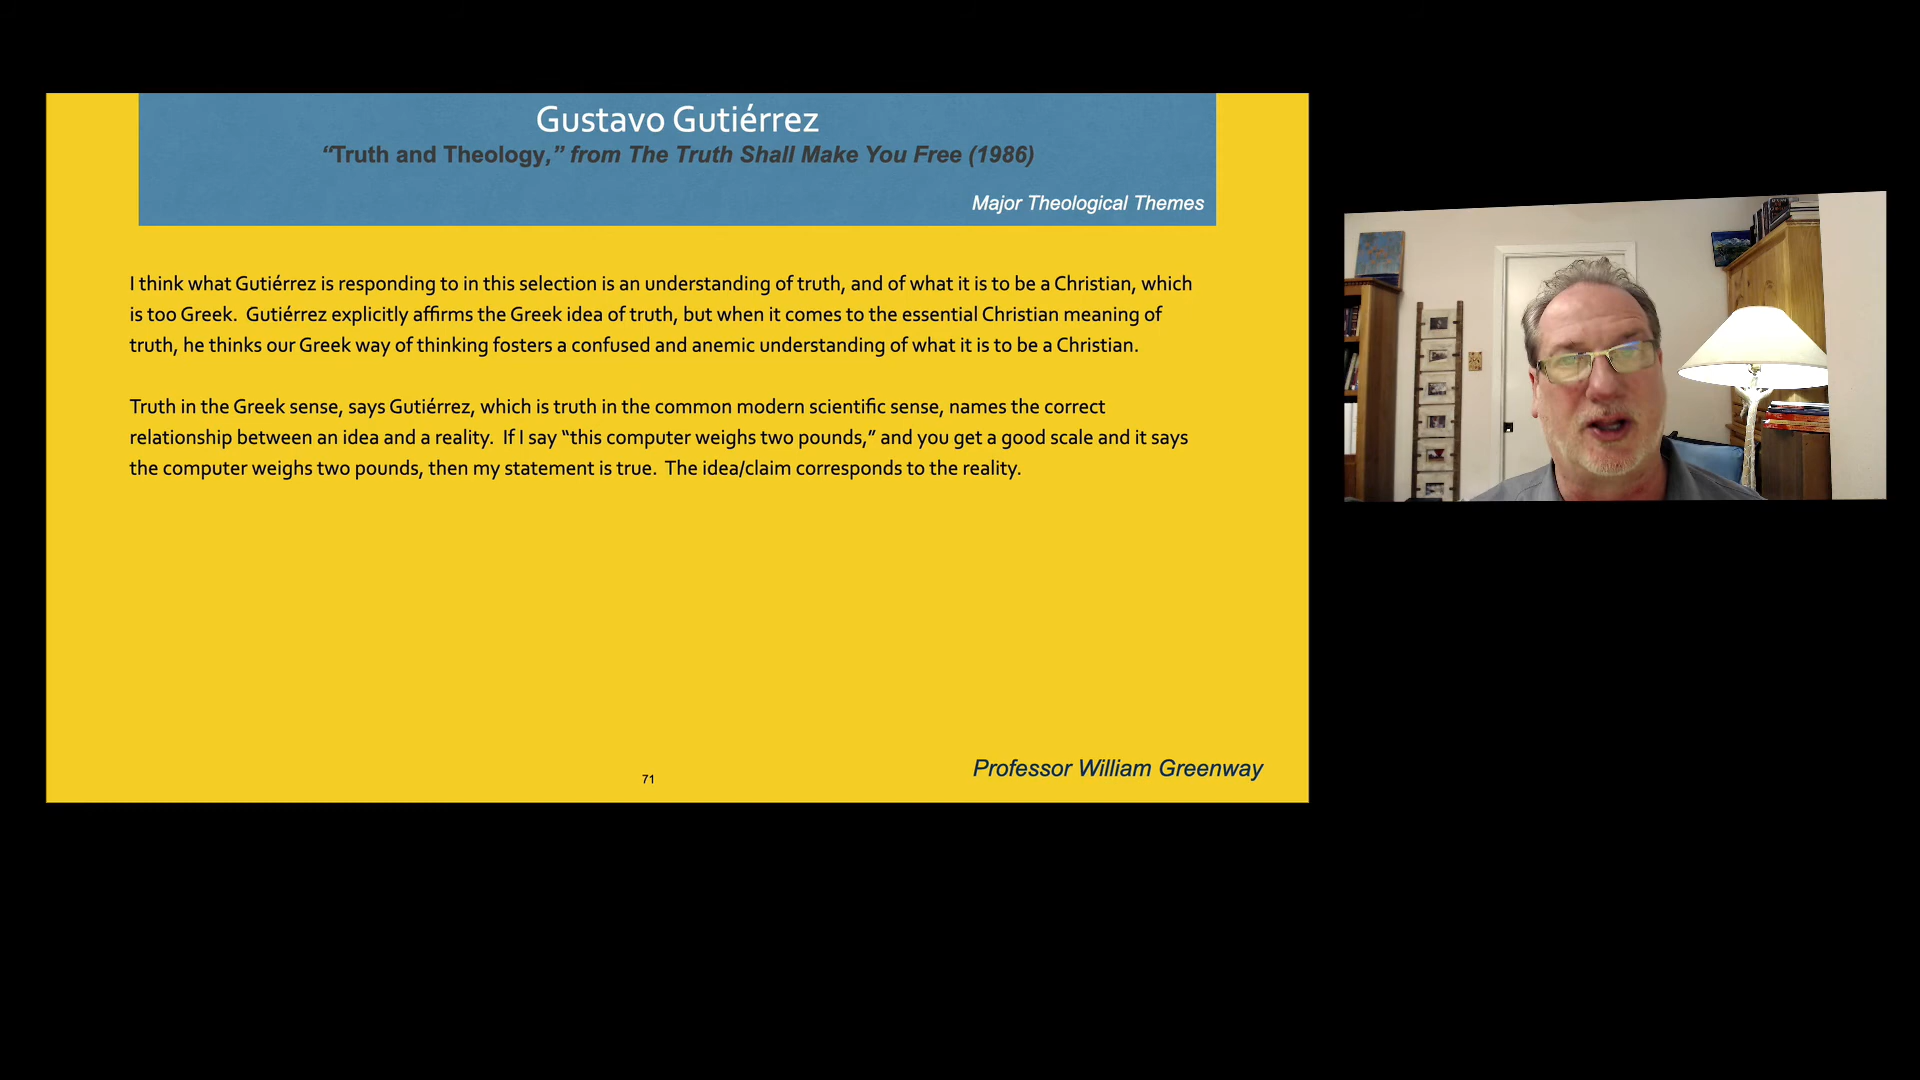 Gustavo Gutiérrez
“Truth and Theology,” from The Truth Shall Make You Free (1986)
Major Theological Themes
I think what Gutiérrez is responding to in this selection is an understanding of truth, and of what it is to be a Christian, which
is too Greek.  Gutiérrez explicitly affirms the Greek idea of truth, but when it comes to the essential Christian meaning of
truth, he thinks our Greek way of thinking fosters a confused and anemic understanding of what it is to be a Christian.
Truth in the Greek sense, says Gutiérrez, which is truth in the common modern scientific sense, names the correct
relationship between an idea and a reality.  If I say “this computer weighs two pounds,” and you get a good scale and it says
the computer weighs two pounds, then my statement is true.  The idea/claim corresponds to the reality.
71
Professor William Greenway